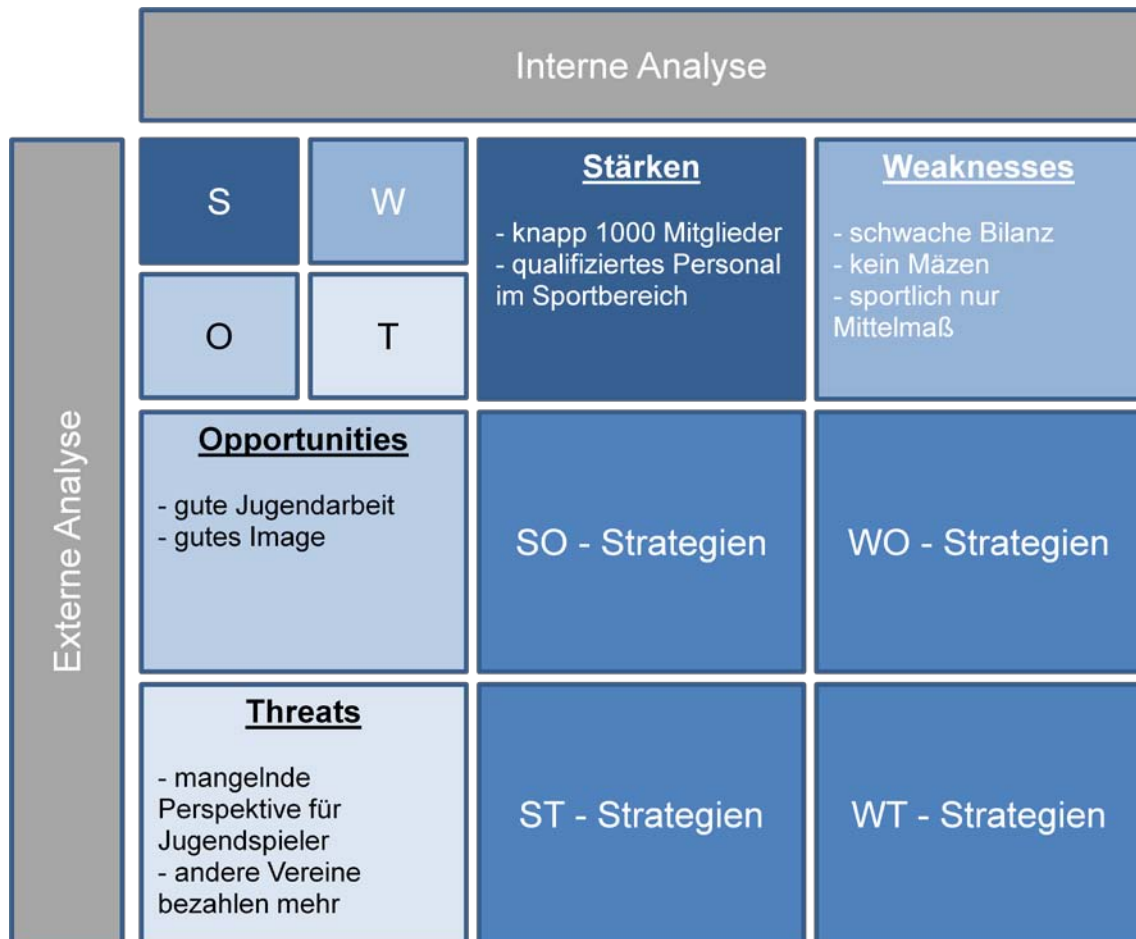 Interne Analyse
Externe Analyse
S
W
O
T
Stärken
- knapp 1000 Mitglieder
- qualifiziertes Personal
im Sportbereich
Weaknesses
- schwache Bilanz
- kein Mäzen
- sportlich nur
Mittelmaß
Opportunities
- gute Jugendarbeit
- gutes Image
SO - Strategien
WO - Strategien
Threats
- mangelnde
Perspektive für
Jugendspieler
- andere Vereine
bezahlen mehr
ST - Strategien
WT - Strategien